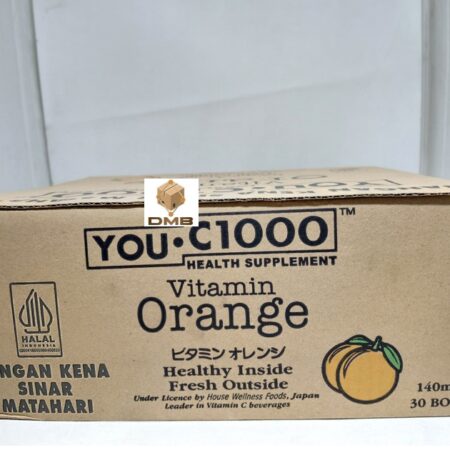 DMB
YOU·C1000™
HEALTH SUPPLEMENT
Vitamin
Orange
ビタミン オレンジ
Healthy Inside
Fresh Outside
Under Licence by House Wellness Foods, Japan
Leader in Vitamin C beverages
HALAL
INDONESIA
NGAN KENA
SINAR
MATAHARI
140m
30 BO